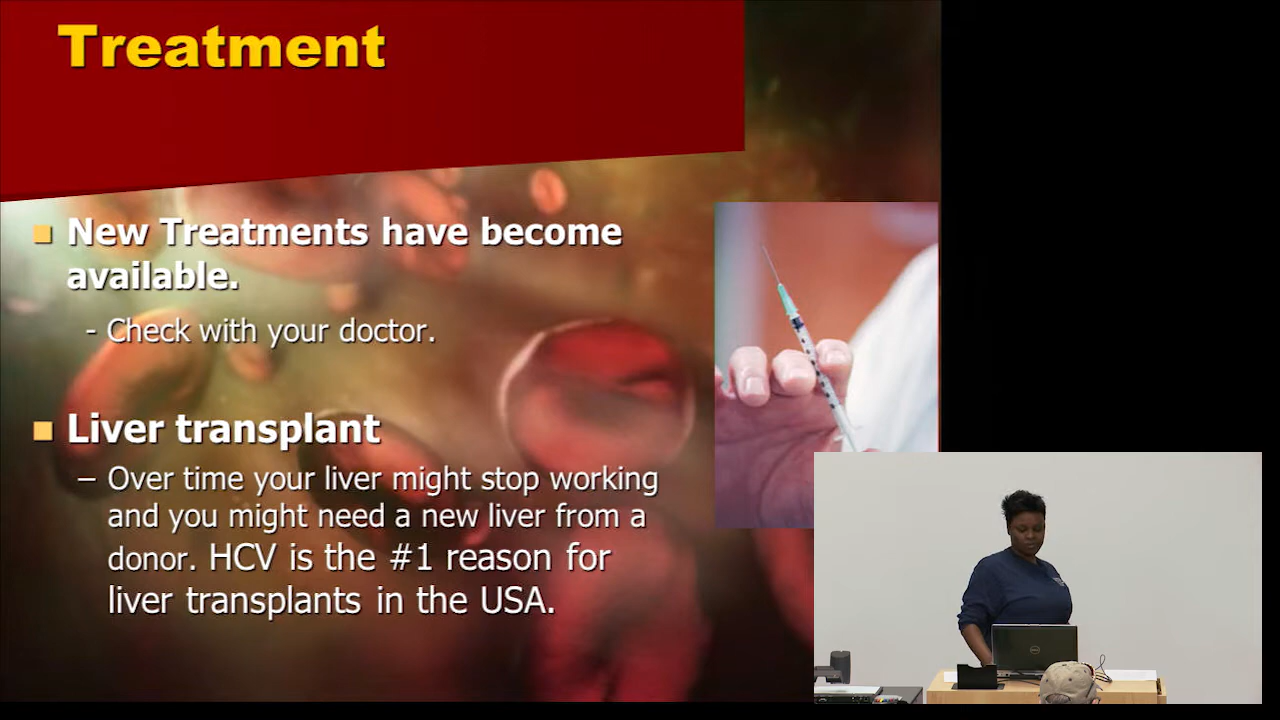 Treatment
New Treatments have become
available.
- Check with your doctor.
Liver transplant
– Over time your liver might stop working
and you might need a new liver from a
donor. HCV is the #1 reason for
liver transplants in the USA.